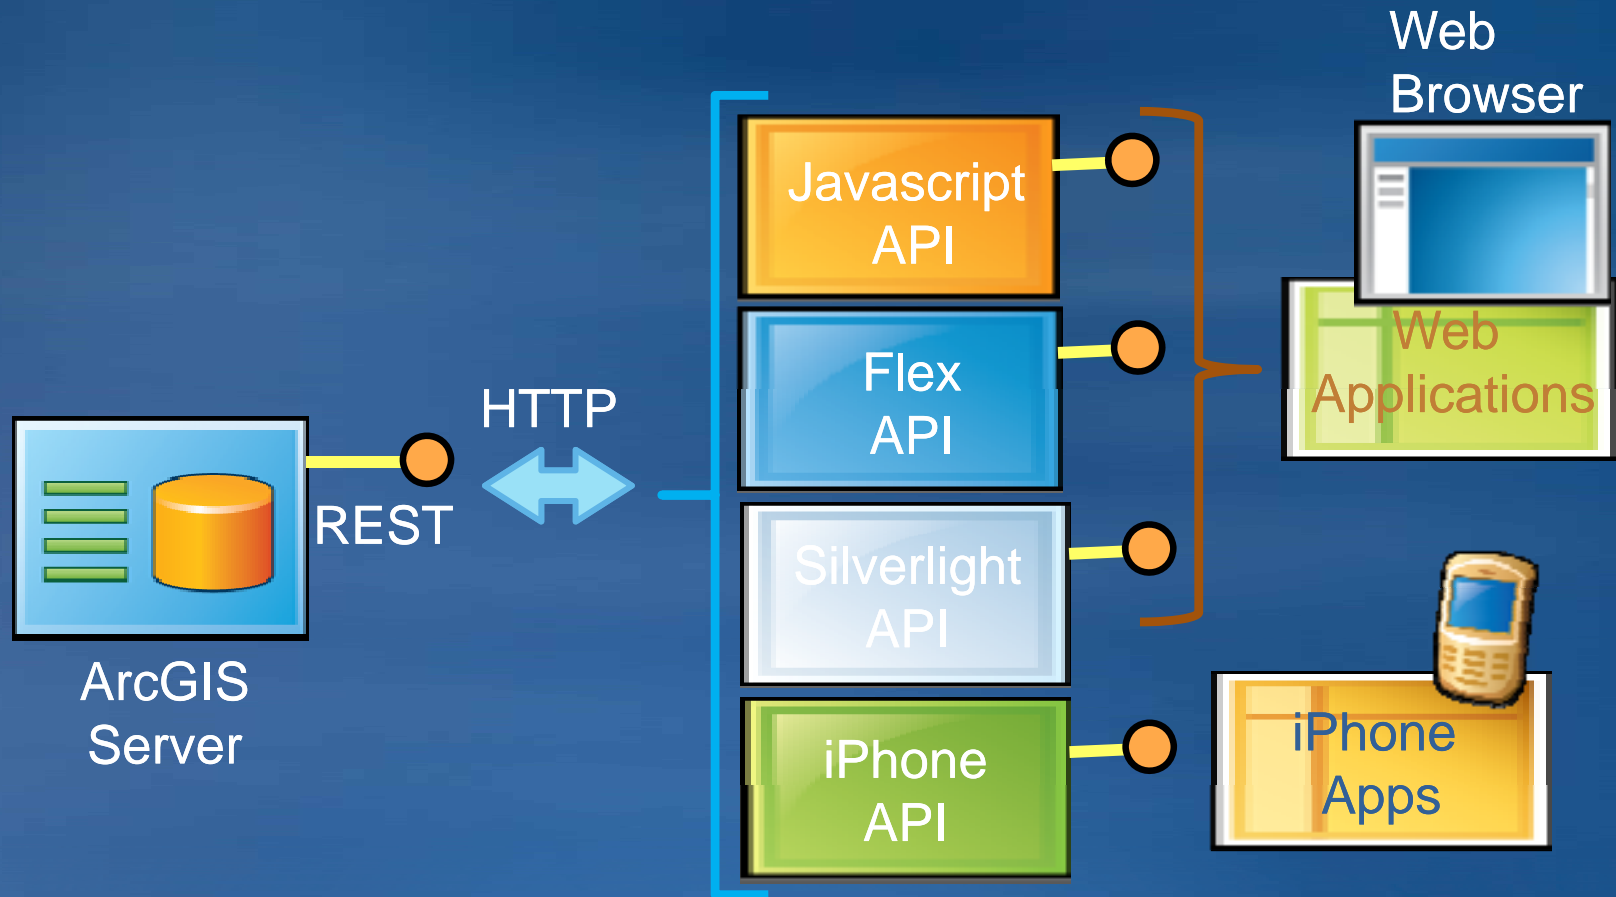 Web
Browser
Javascript
API
Web
Applications
Flex
API
HTTP
REST
ArcGIS
Server
Silverlight
API
iPhone
API
iPhone
Apps